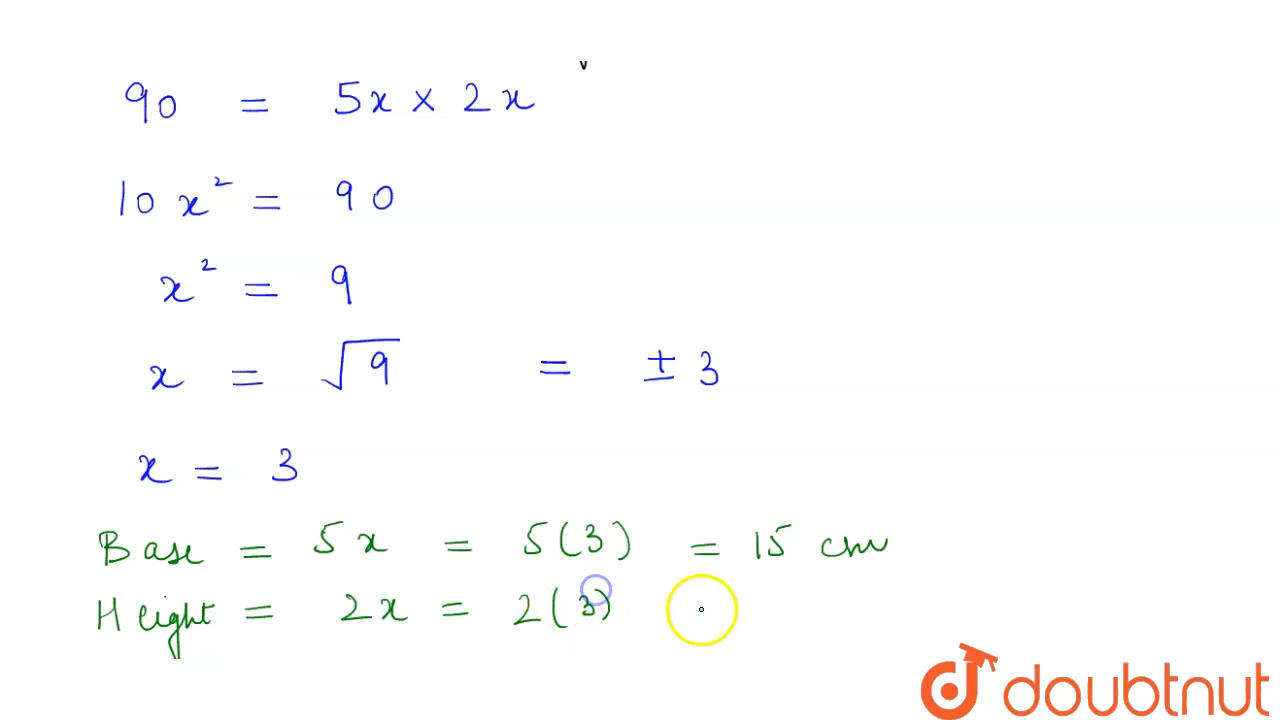 90 = 5x × 2x
10x² = 90
x² = 9
x = √9 = ± 3
x = 3
Base = 5x = 5(3) = 15 cm
Height = 2x = 2(3)
doubtnut